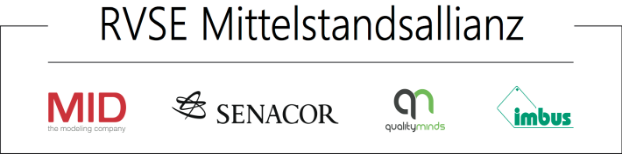 RVSE Mittelstandsallianz
MID
the modeling company
SENACOR
qualityminds
imbus